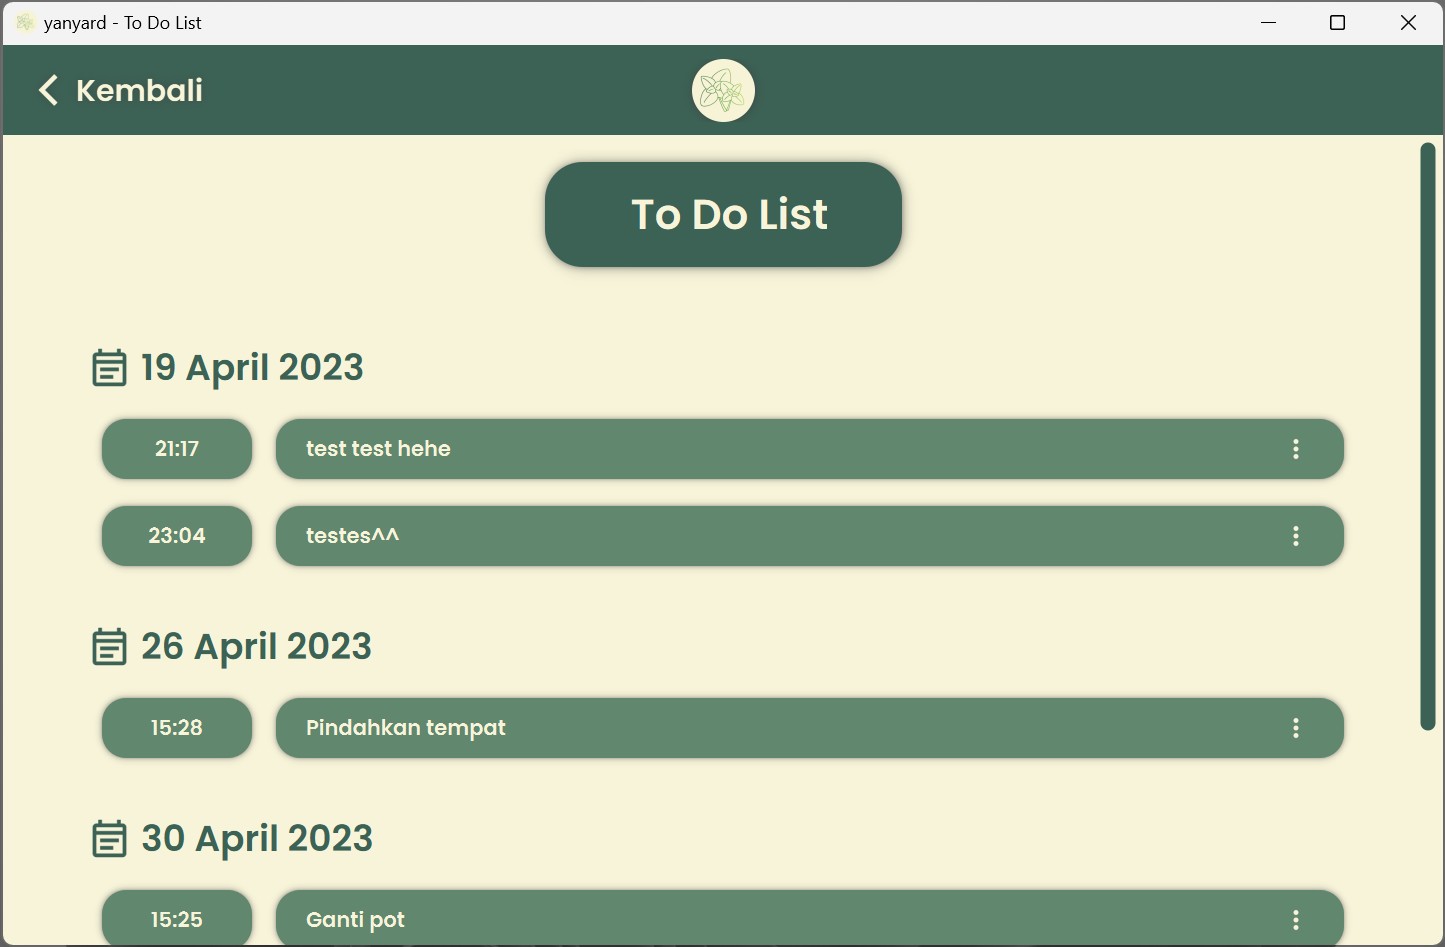 yanyard - To Do List
Kembali
To Do List
19 April 2023
21:17 test test hehe
23:04 testes^^
26 April 2023
15:28 Pindahkan tempat
30 April 2023
15:25 Ganti pot